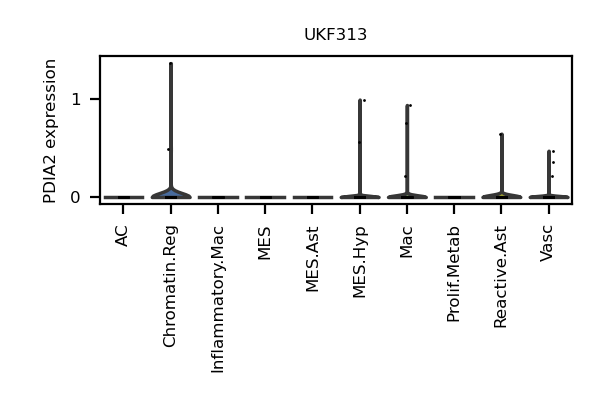 UKF313
PDIA2 expression
1
0
AC
Chromatin.Reg
Inflammatory.Mac
MES
MES.Ast
MES.Hyp
Mac
Prolif.Metab
Reactive.Ast
Vasc